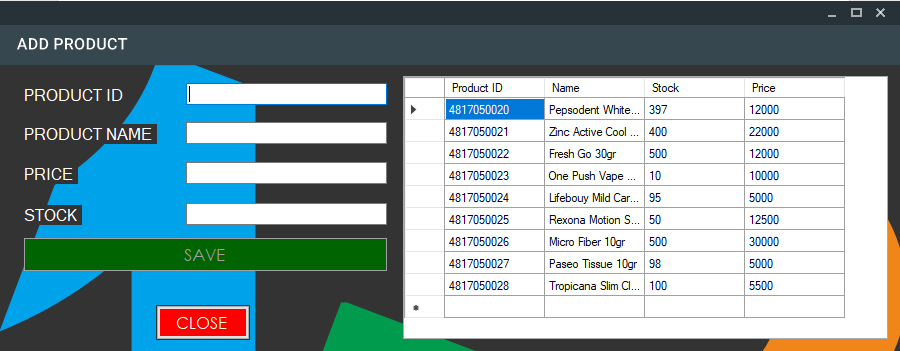 ADD PRODUCT
PRODUCT ID
PRODUCT NAME
PRICE
STOCK
SAVE
CLOSE
Product ID Name Stock Price
4817050020 Pepsodent White... 397 12000
4817050021 Zinc Active Cool ... 400 22000
4817050022 Fresh Go 30gr 500 12000
4817050023 One Push Vape ... 10 10000
4817050024 Lifebouy Mild Car... 95 5000
4817050025 Rexona Motion S... 50 12500
4817050026 Micro Fiber 10gr 500 30000
4817050027 Paseo Tissue 10gr 98 5000
4817050028 Tropicana Slim Cl... 100 5500